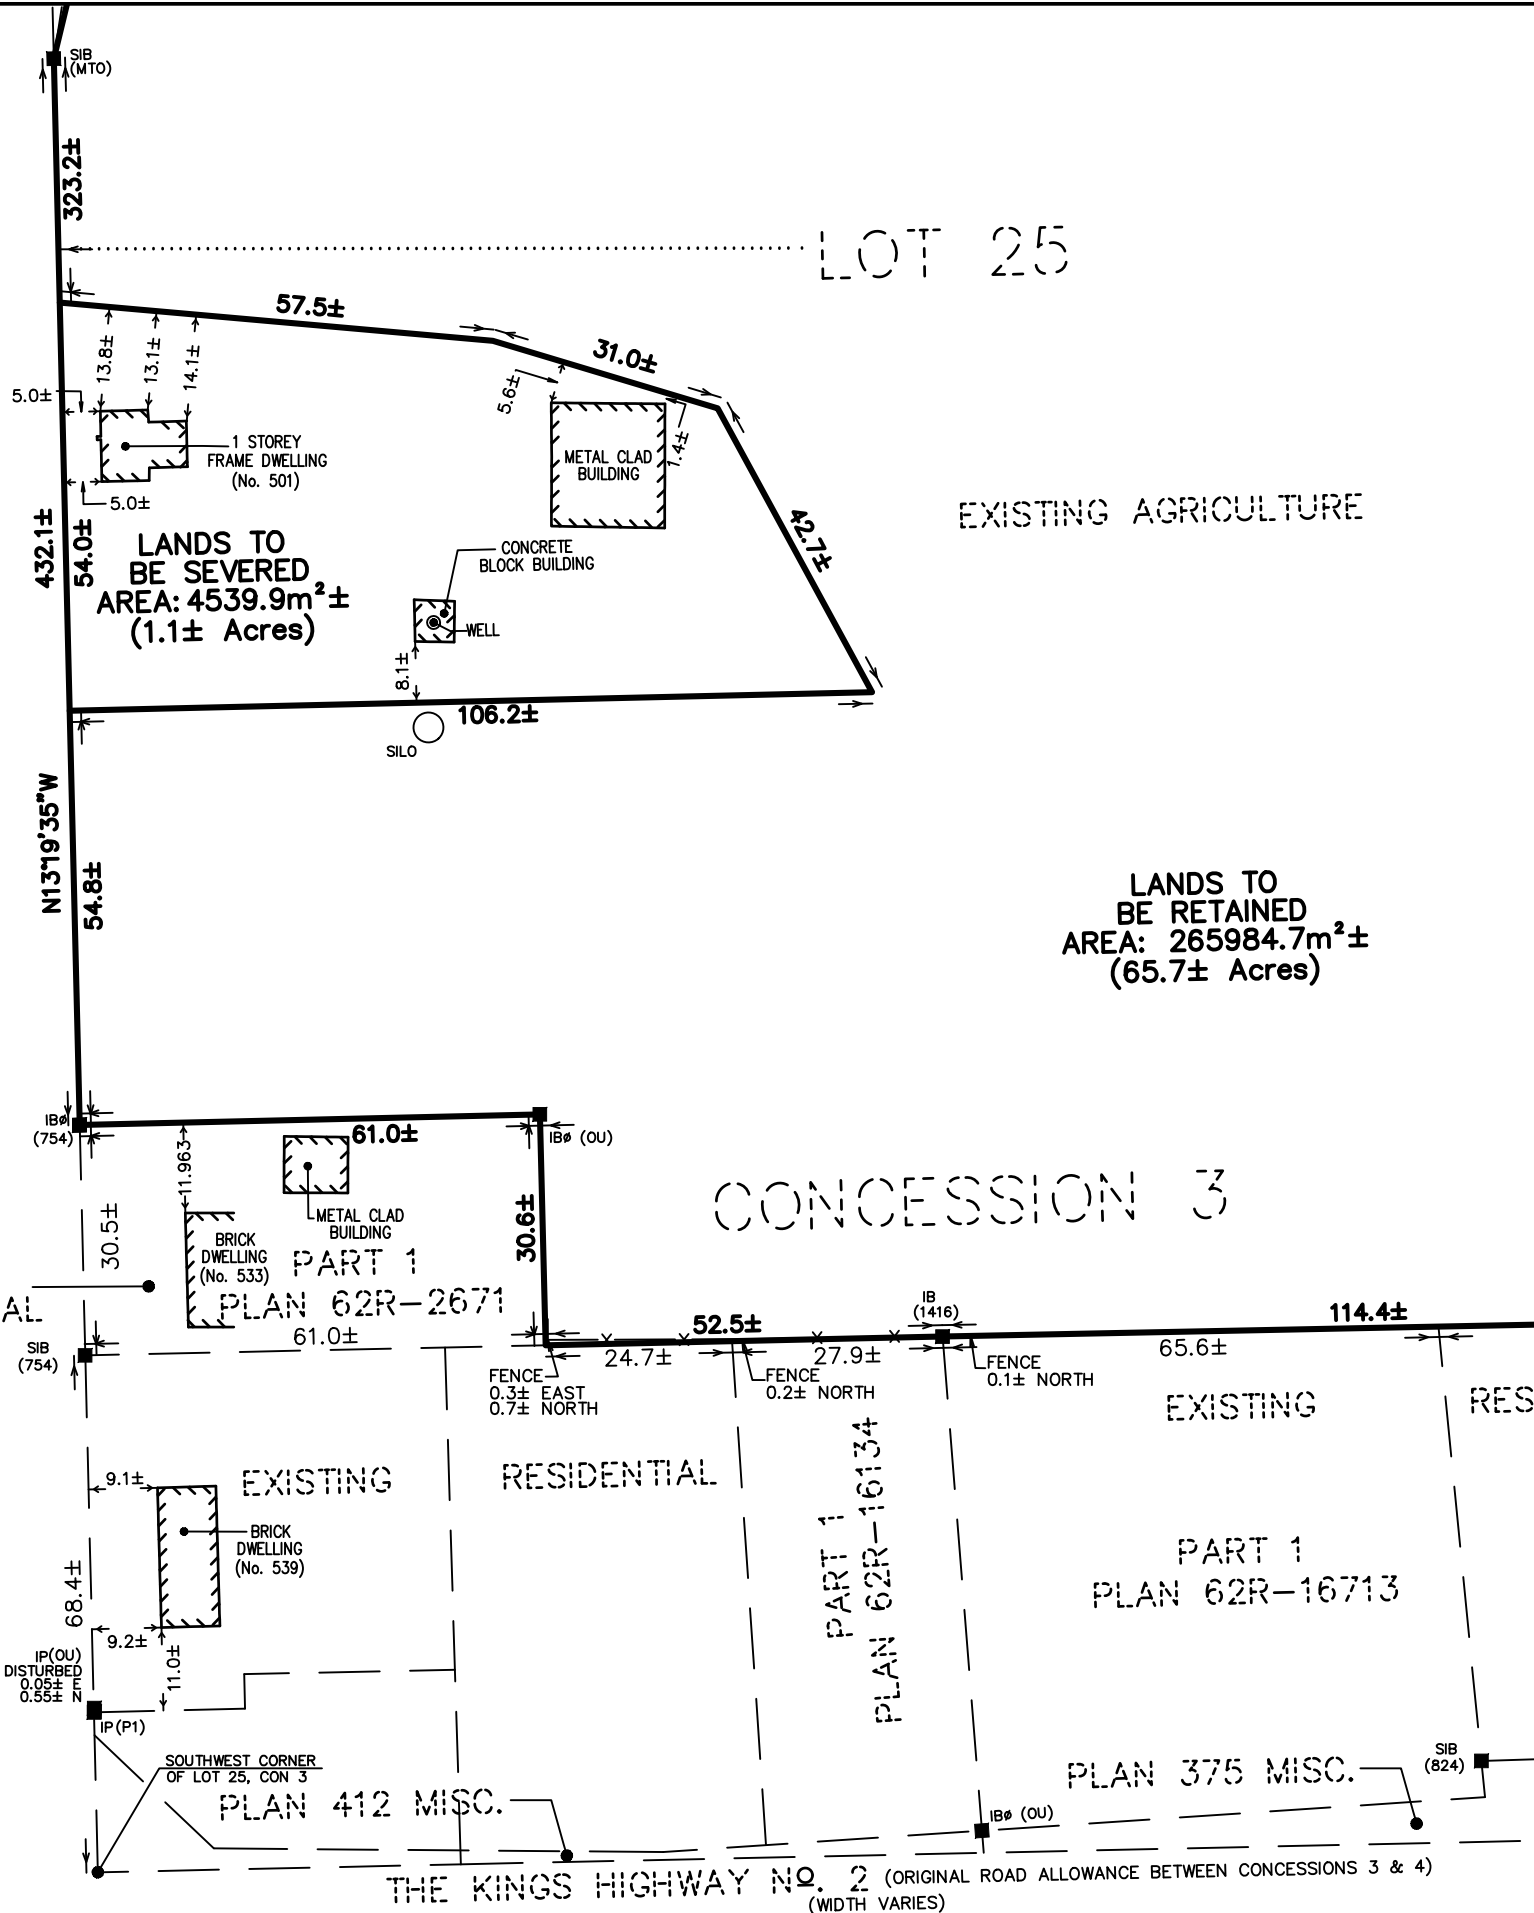 SIB
(MTO)
323.2±
LOT 25
57.5±
31.0±
13.8±
13.1±
14.1±
5.0±
5.6±
1.4±
1 STOREY
FRAME DWELLING
(No. 501)
METAL CLAD
BUILDING
5.0±
EXISTING AGRICULTURE
432.1±
54.0±
42.7±
LANDS TO
BE SEVERED
AREA: 4539.9m²±
(1.1± Acres)
CONCRETE
BLOCK BUILDING
WELL
8.1±
106.2±
SILO
N13°19'35"W
54.8±
LANDS TO
BE RETAINED
AREA: 265984.7m²±
(65.7± Acres)
IBø
(754)
61.0±
IBø (OU)
11.963
30.5±
METAL CLAD
BUILDING
BRICK
DWELLING
(No. 533)
30.6±
CONCESSION 3
PART 1
PLAN 62R-2671
AL
61.0±
SIB
(754)
IB
(1416)
52.5±
114.4±
24.7±
27.9±
65.6±
FENCE
0.3± EAST
0.7± NORTH
FENCE
0.2± NORTH
FENCE
0.1± NORTH
EXISTING
RES
9.1±
EXISTING
RESIDENTIAL
PART 1
PLAN 62R-16134
BRICK
DWELLING
(No. 539)
68.4±
PART 1
PLAN 62R-16713
9.2±
11.0±
IP(OU)
DISTURBED
0.05± E
0.55± N
IP(P1)
SOUTHWEST CORNER
OF LOT 25, CON 3
PLAN 412 MISC.
PLAN 375 MISC.
SIB
(824)
IBø (OU)
THE KINGS HIGHWAY Nº. 2 (ORIGINAL ROAD ALLOWANCE BETWEEN CONCESSIONS 3 & 4)
(WIDTH VARIES)